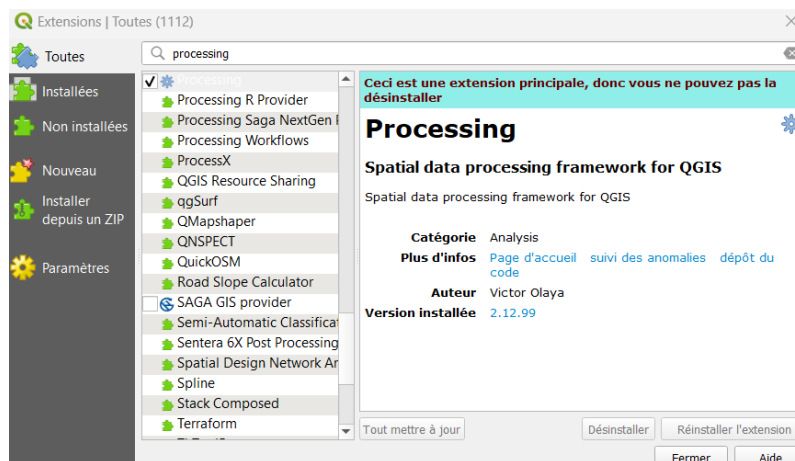 Extensions | Toutes (1112)
Toutes
Installées
Non installées
Nouveau
Installer
depuis un ZIP
Paramètres
processing
Processing
Processing R Provider
Processing Saga NextGen
Processing Workflows
ProcessX
QGIS Resource Sharing
qgSurf
QMapshaper
QNSPECT
QuickOSM
Road Slope Calculator
SAGA GIS provider
Semi-Automatic Classificat
Sentera 6X Post Processing
Spatial Design Network Ar
Spline
Stack Composed
Terraform
Ceci est une extension principale, donc vous ne pouvez pas la
désinstaller
Processing
Spatial data processing framework for QGIS
Spatial data processing framework for QGIS
Catégorie Analysis
Plus d'infos Page d'accueil suivi des anomalies dépôt du
code
Auteur Victor Olaya
Version installée 2.12.99
Tout mettre à jour
Désinstaller
Réinstaller l'extension
Fermer
Aide